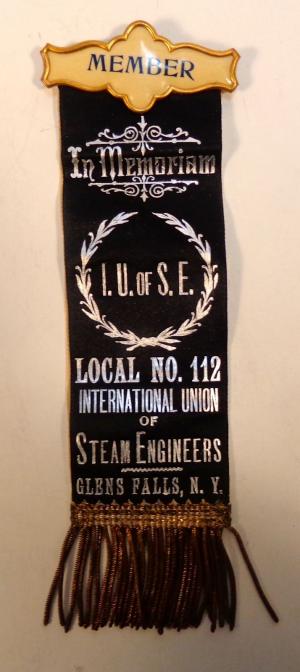 MEMBER
In Memoriam
I. U. OF S. E.
LOCAL NO. 112
INTERNATIONAL UNION
OF
STEAM ENGINEERS
GLENS FALLS, N. Y.